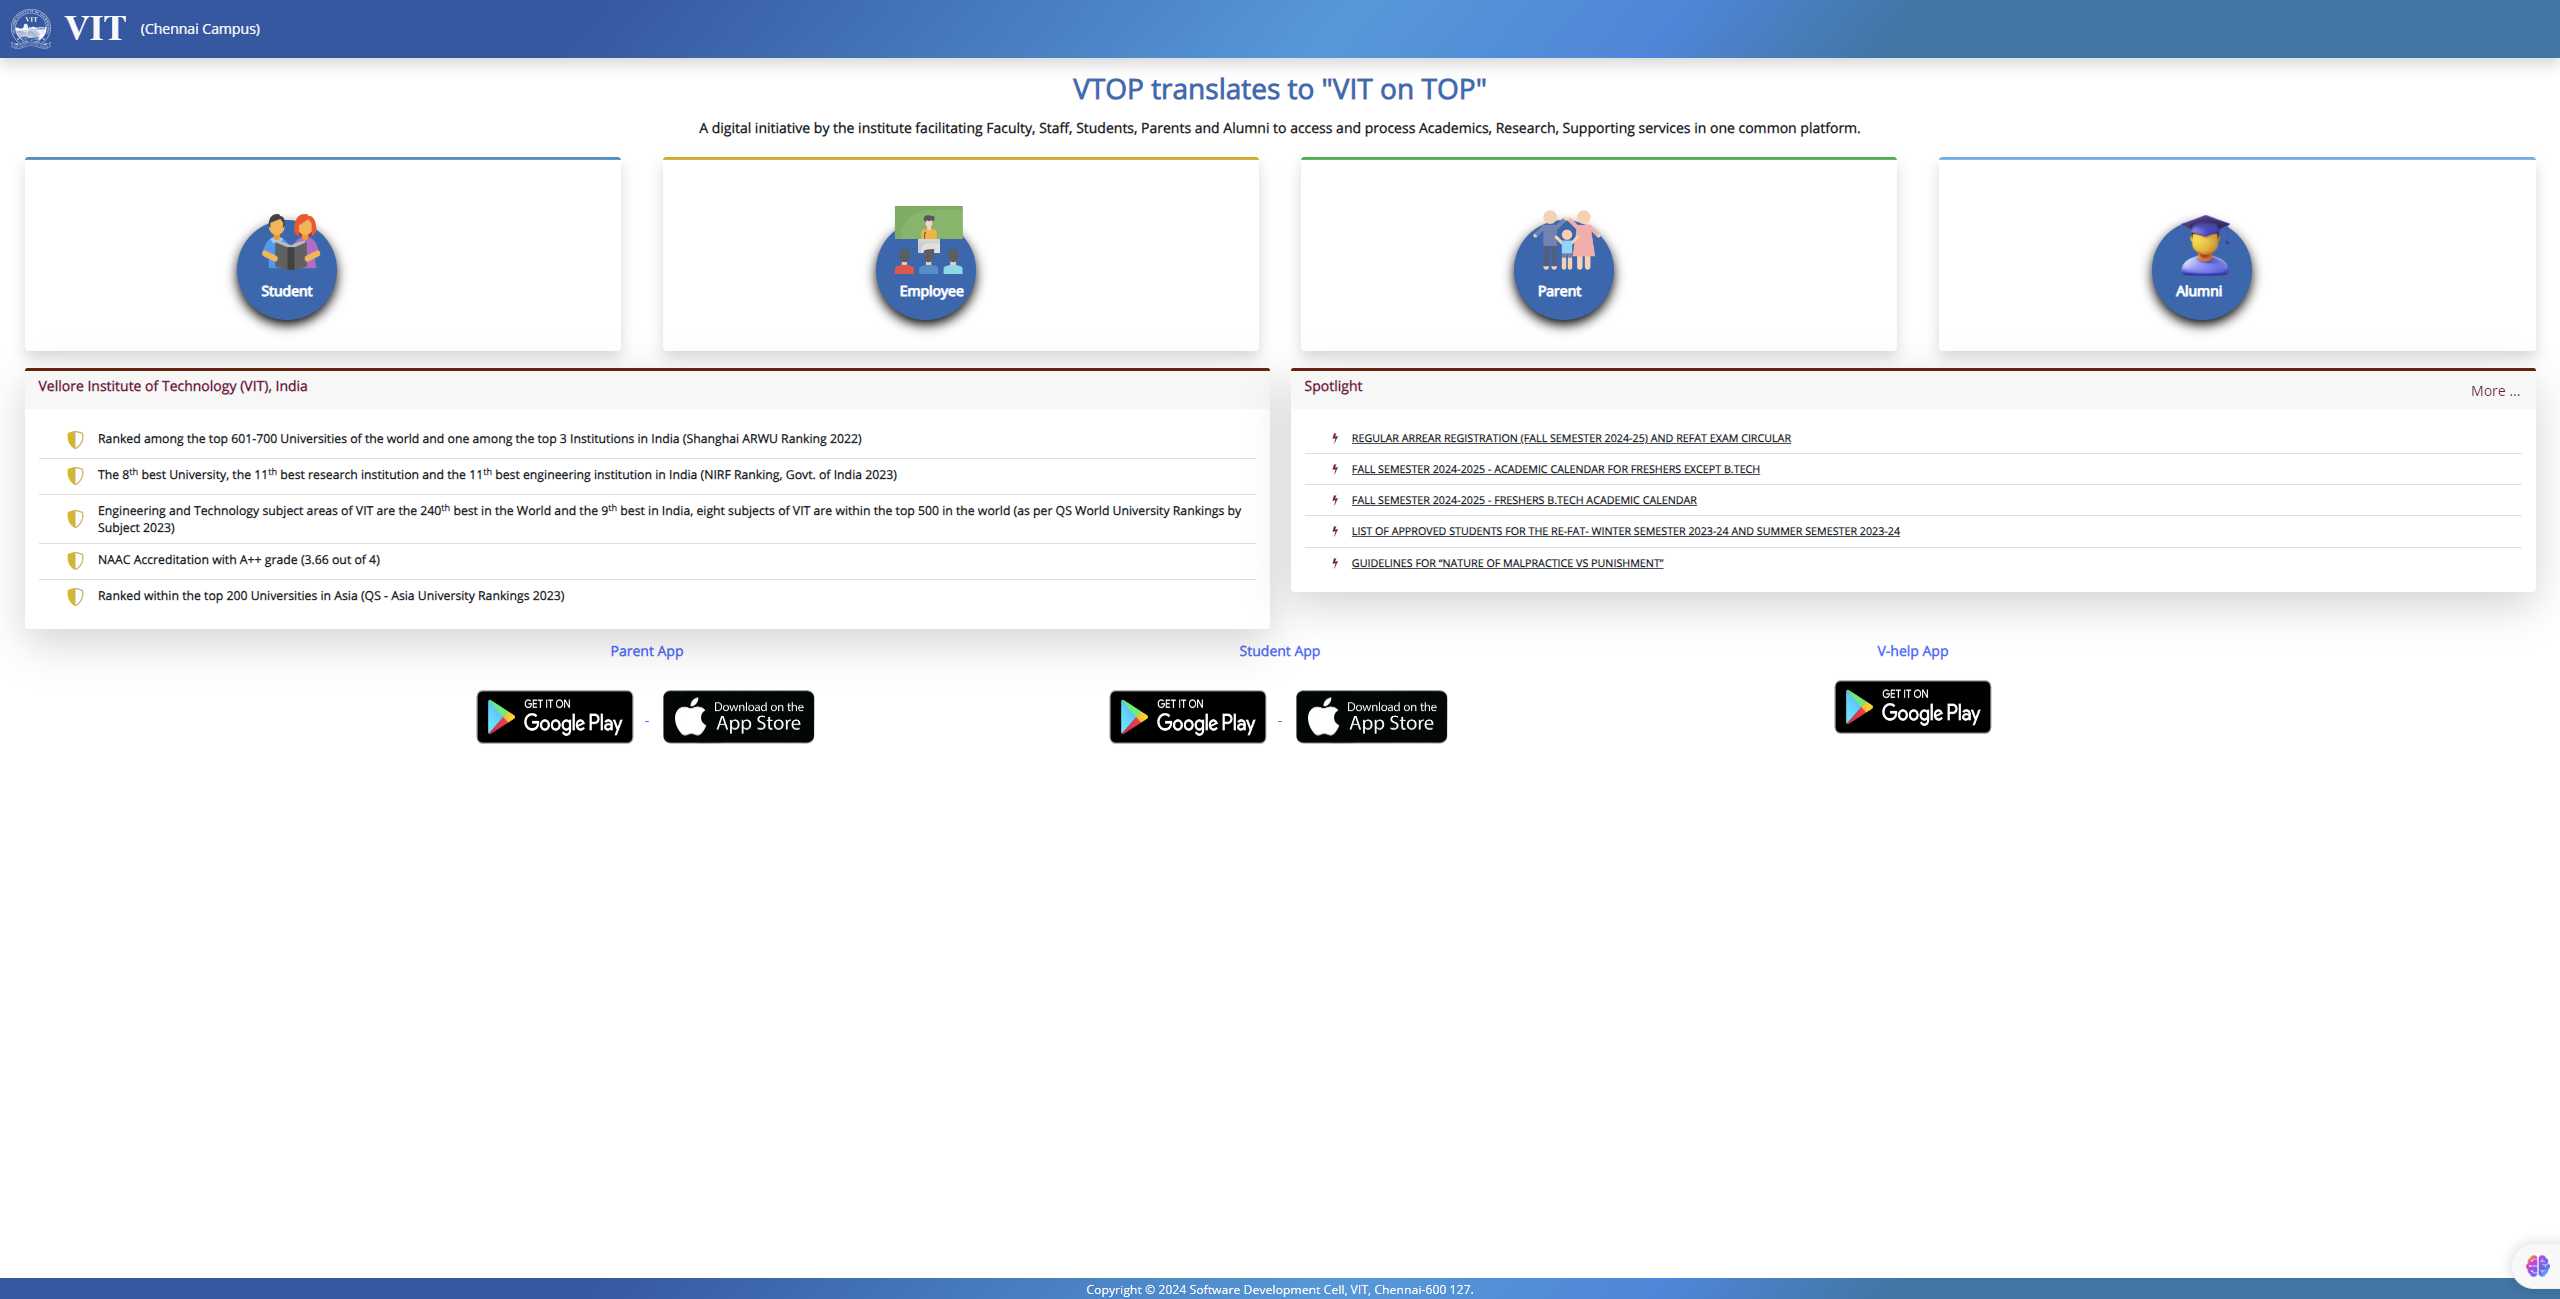 VIT (Chennai Campus)
VTOP translates to "VIT on TOP"
A digital initiative by the institute facilitating Faculty, Staff, Students, Parents and Alumni to access and process Academics, Research, Supporting services in one common platform.
Student
Employee
Parent
Alumni
Vellore Institute of Technology (VIT), India
Ranked among the top 601-700 Universities of the world and one among the top 3 Institutions in India (Shanghai ARWU Ranking 2022)
The 8th best University, the 11th best research institution and the 11th best engineering institution in India (NIRF Ranking, Govt. of India 2023)
Engineering and Technology subject areas of VIT are the 240th best in the World and the 9th best in India, eight subjects of VIT are within the top 500 in the world (as per QS World University Rankings by
Subject 2023)
NAAC Accreditation with A++ grade (3.66 out of 4)
Ranked within the top 200 Universities in Asia (QS - Asia University Rankings 2023)
Spotlight
More ...
REGULAR ARREAR REGISTRATION (FALL SEMESTER 2024-25) AND REFAT EXAM CIRCULAR
FALL SEMESTER 2024-2025 - ACADEMIC CALENDAR FOR FRESHERS EXCEPT B.TECH
FALL SEMESTER 2024-2025 - FRESHERS B.TECH ACADEMIC CALENDAR
LIST OF APPROVED STUDENTS FOR THE RE-FAT- WINTER SEMESTER 2023-24 AND SUMMER SEMESTER 2023-24
GUIDELINES FOR “NATURE OF MALPRACTICE VS PUNISHMENT”
Parent App
GET IT ON
Google Play
-
Download on the
App Store
Student App
GET IT ON
Google Play
-
Download on the
App Store
V-help App
GET IT ON
Google Play
Copyright © 2024 Software Development Cell, VIT, Chennai-600 127.